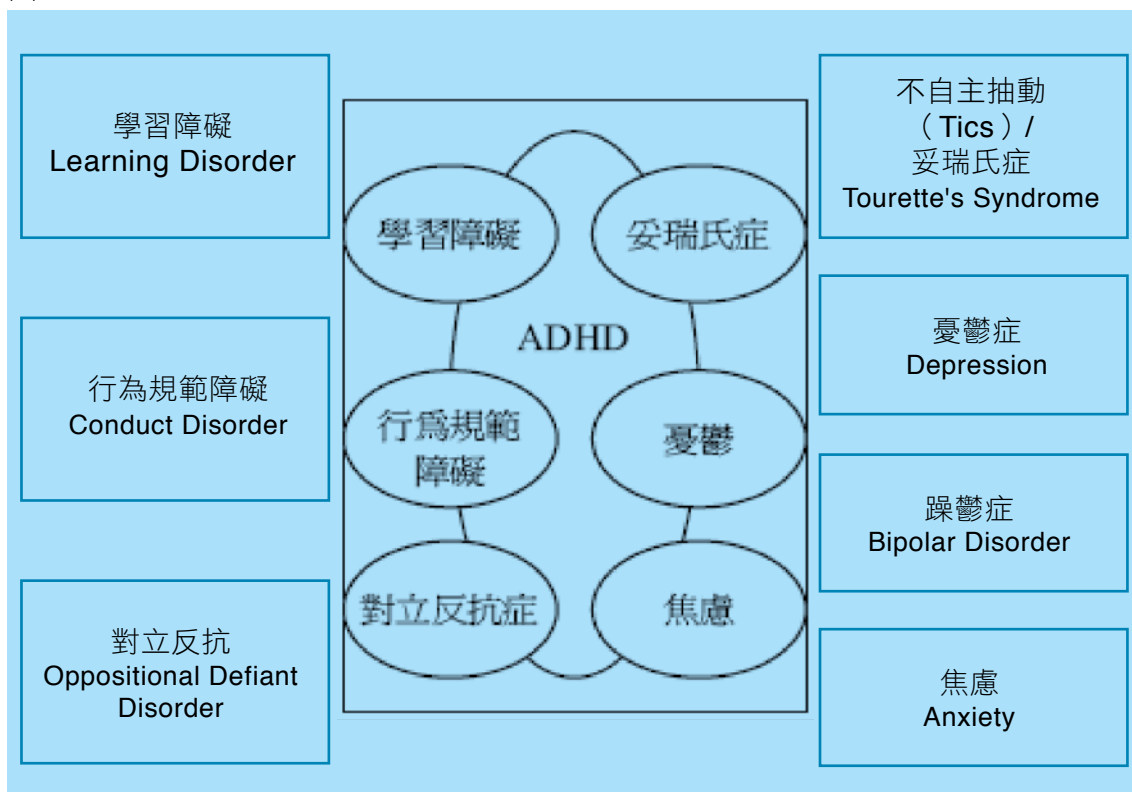 學習障礙
Learning Disorder
行為規範障礙
Conduct Disorder
對立反抗
Oppositional Defiant
Disorder
學習障礙
妥瑞氏症
ADHD
行爲規範
障礙
憂鬱
對立反抗症
焦慮
不自主抽動
（Tics）/
妥瑞氏症
Tourette's Syndrome
憂鬱症
Depression
躁鬱症
Bipolar Disorder
焦慮
Anxiety